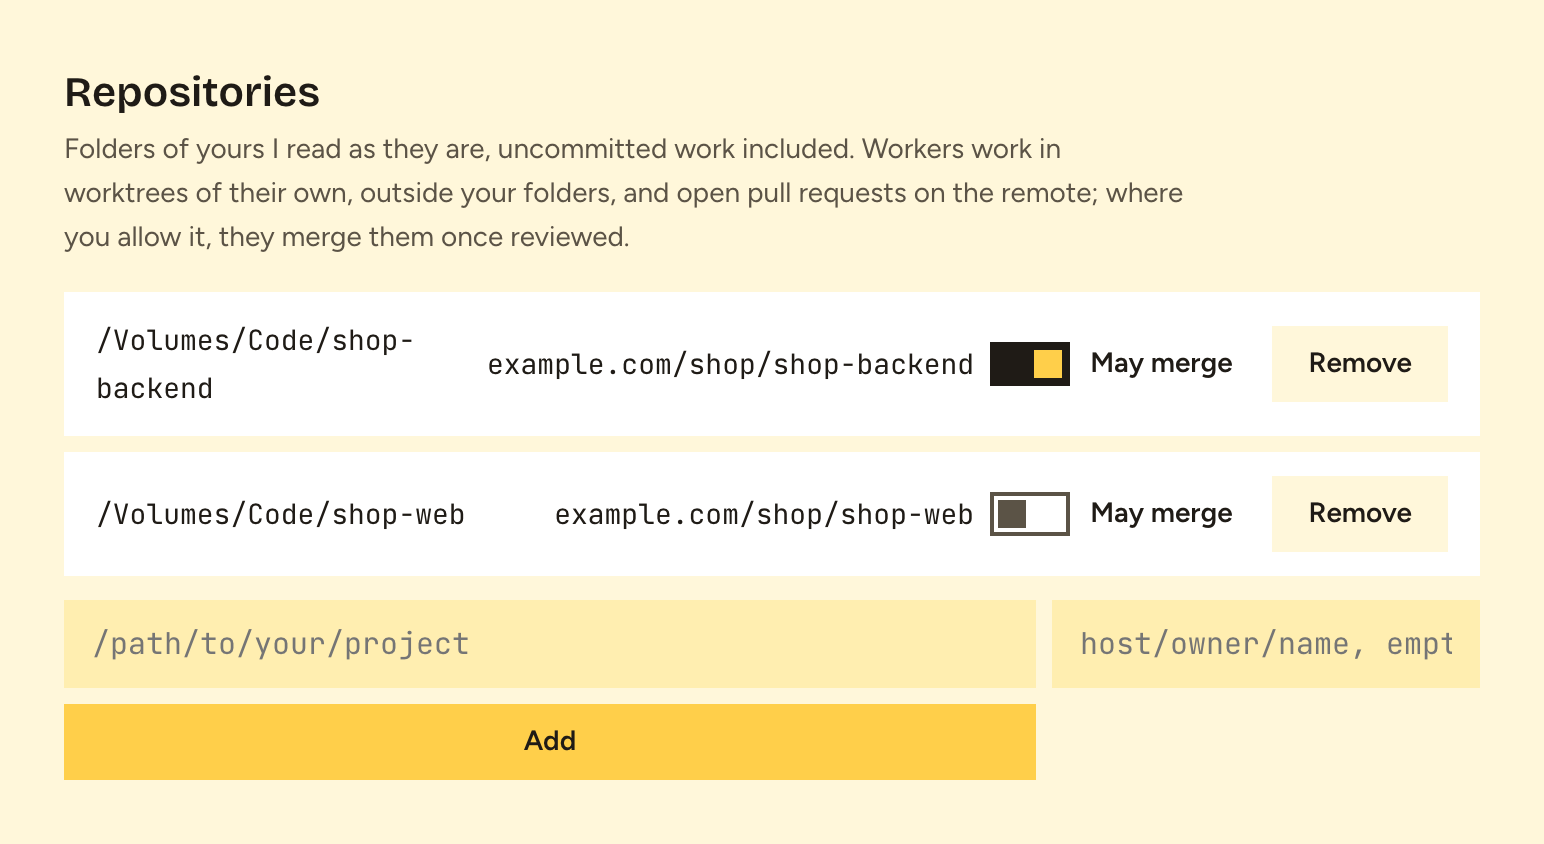 Repositories
Folders of yours I read as they are, uncommitted work included. Workers work in
worktrees of their own, outside your folders, and open pull requests on the remote; where
you allow it, they merge them once reviewed.
/Volumes/Code/shop-
backend
example.com/shop/shop-backend
May merge
Remove
/Volumes/Code/shop-web
example.com/shop/shop-web
May merge
Remove
/path/to/your/project
host/owner/name, empt
Add